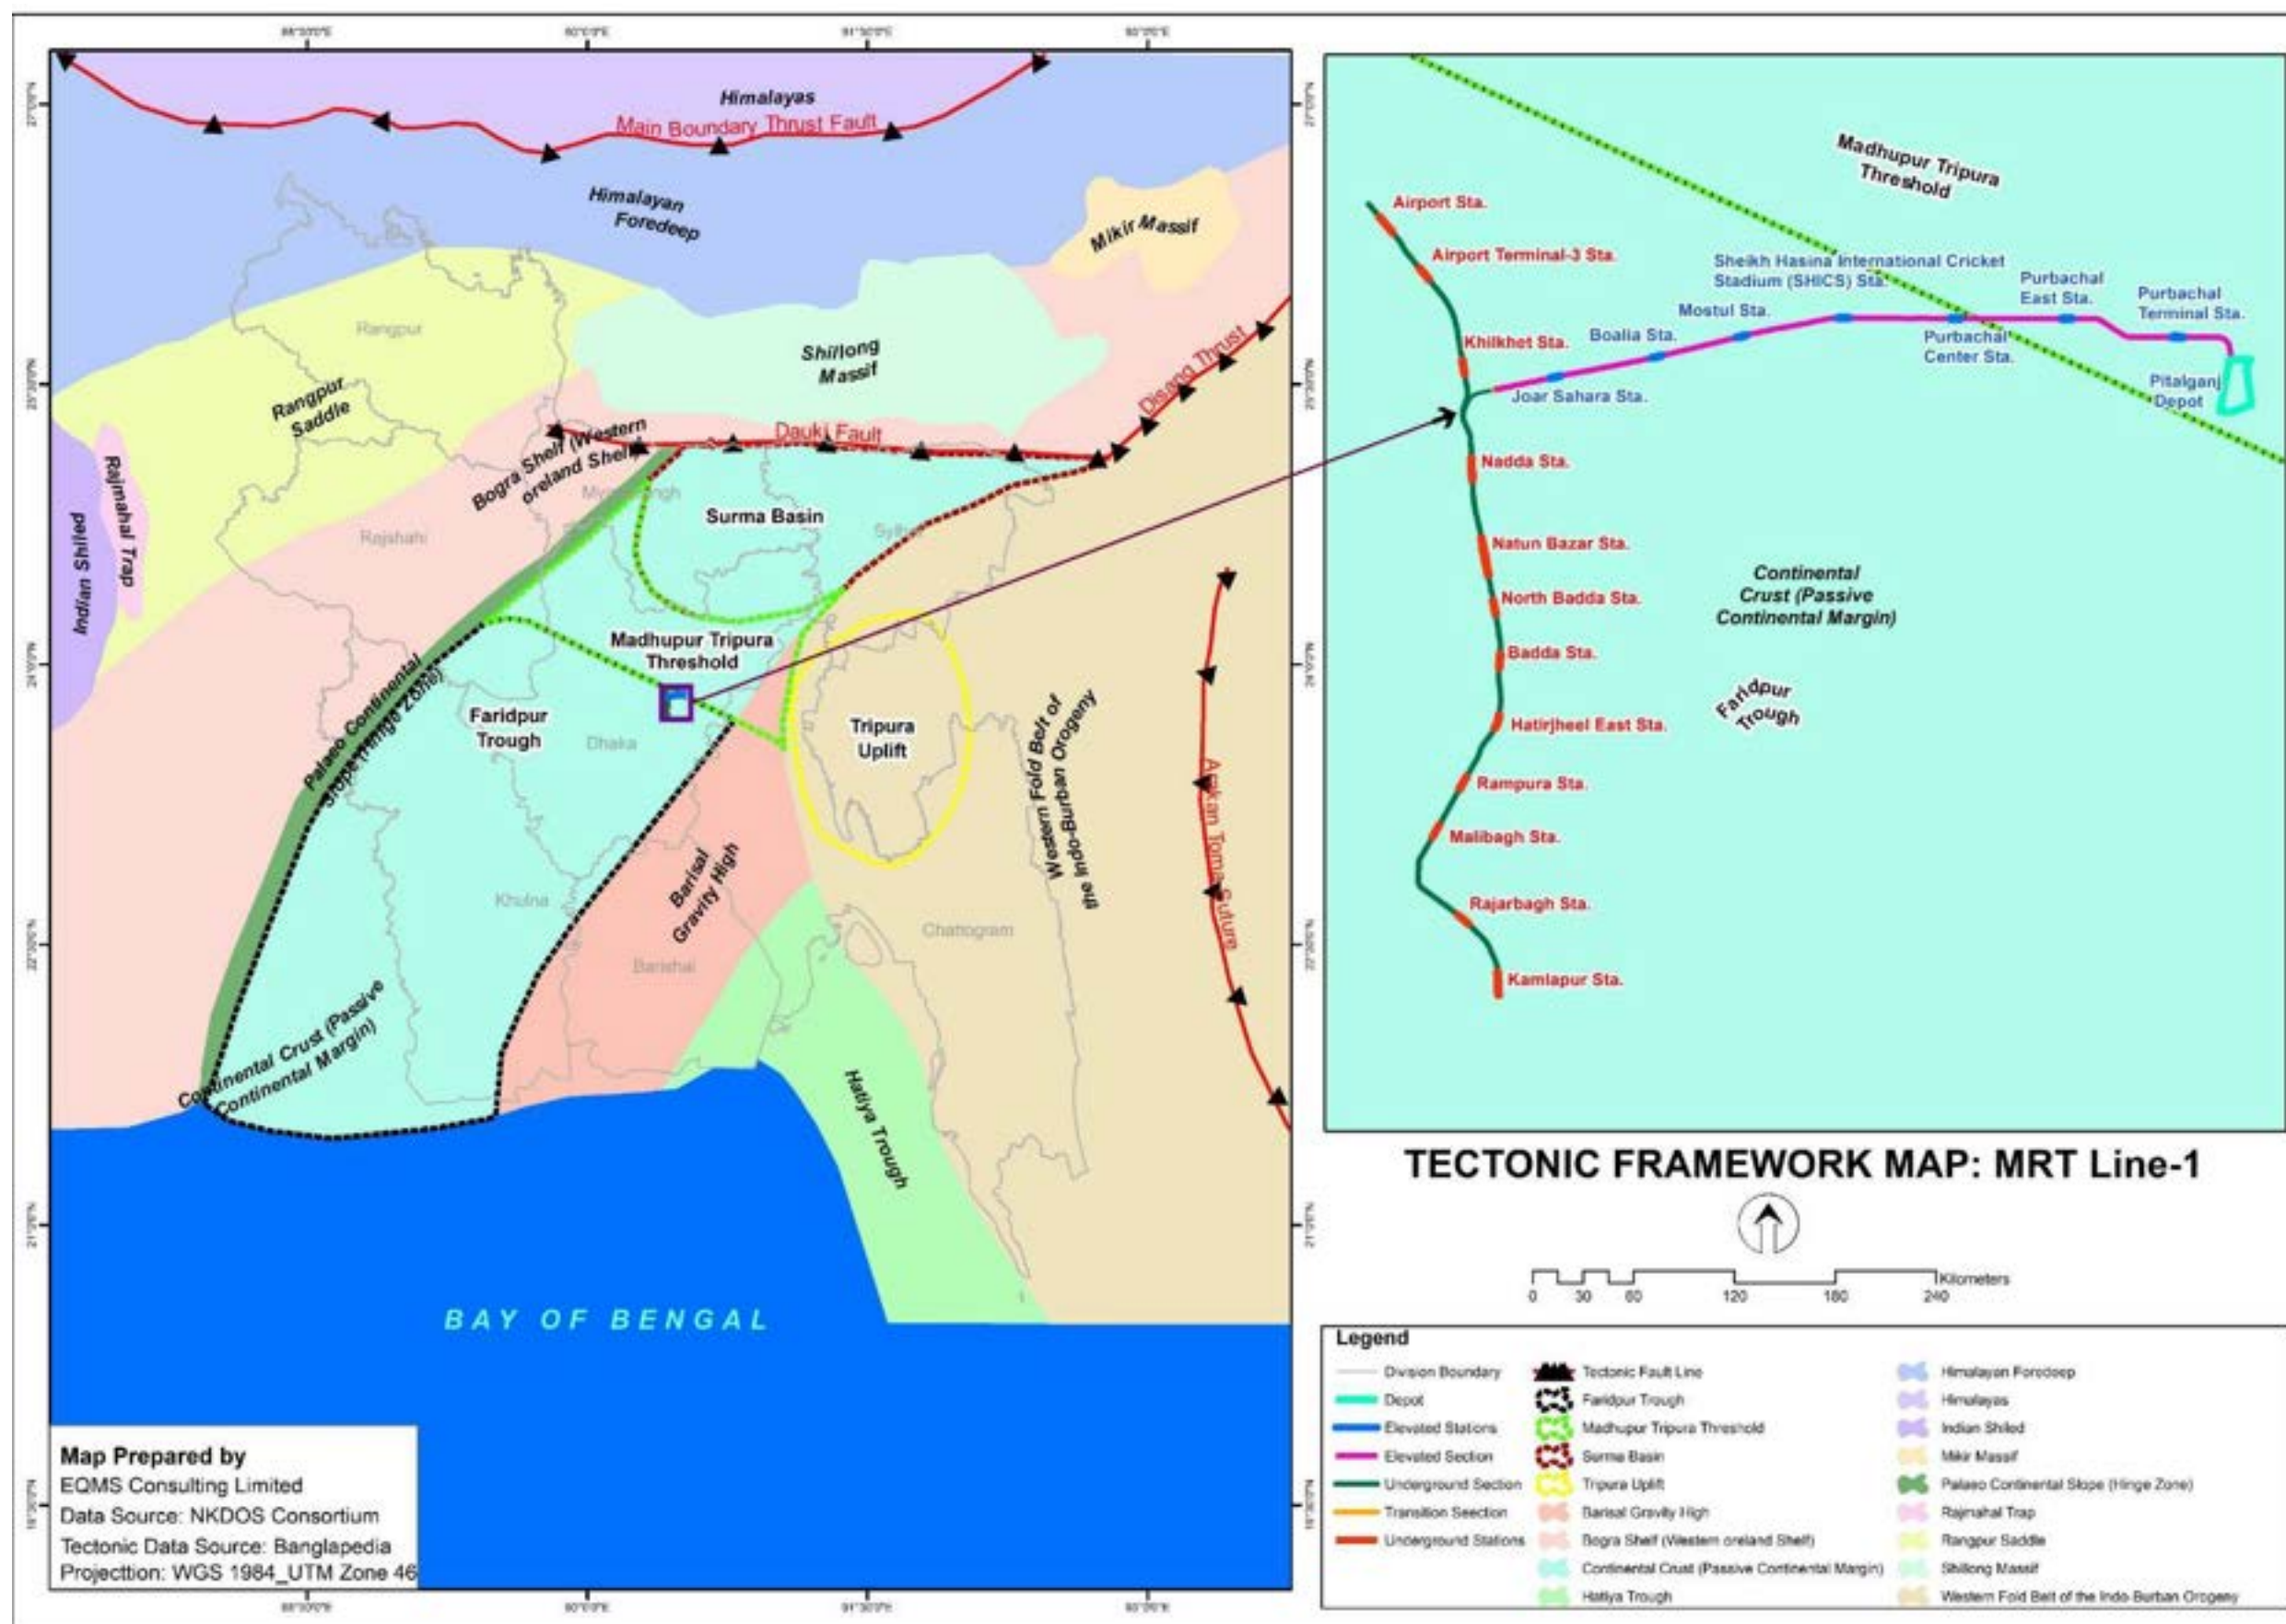 Himalayas
Main Boundary Thrust Fault
Himalayan
Foredeep
Mikir Massif
Rangpur
Shillong
Massif
Disang Thrust
Rangpur
Saddle
Dauki Fault
Bogra Shelf (Western
oreland Shelf)
Rajmahal Trap
Indian Shiled
Rajshahi
Surma Basin
Madhupur Tripura
Threshold
Palaeo Continental
Slope (Hinge Zone)
Faridpur
Trough
Dhaka
Tripura
Uplift
Western Fold Belt of
the Indo-Burban Orogeny
Suture
Barisal
Gravity High
Khulna
Barishal
Chattogram
Continental Crust (Passive
Continental Margin)
Hatiya Trough
BAY OF BENGAL
Map Prepared by
EQMS Consulting Limited
Data Source: NKDOS Consortium
Tectonic Data Source: Banglapedia
Projecttion: WGS 1984_UTM Zone 46
Madhupur Tripura
Threshold
Airport Sta.
Airport Terminal-3 Sta.
Sheikh Hasina International Cricket
Stadium (SHICS) Sta.
Purbachal
East Sta.
Purbachal
Terminal Sta.
Mostul Sta.
Boalia Sta.
Khilkhet Sta.
Purbachal
Center Sta.
Joar Sahara Sta.
Pitalganj
Depot
Nadda Sta.
Natun Bazar Sta.
North Badda Sta.
Continental
Crust (Passive
Continental Margin)
Badda Sta.
Faridpur
Trough
Hatirjheel East Sta.
Rampura Sta.
Malibagh Sta.
Rajarbagh Sta.
Kamlapur Sta.
TECTONIC FRAMEWORK MAP: MRT Line-1
Kilometers
0 30 60 120 180 240
Legend
Division Boundary
Depot
Elevated Stations
Elevated Section
Underground Section
Transition Seection
Underground Stations
Tectonic Fault Line
Faridpur Trough
Madhupur Tripura Threshold
Surma Basin
Tripura Uplift
Barisal Gravity High
Bogra Shelf (Western oreland Shelf)
Continental Crust (Passive Continental Margin)
Hatiya Trough
Himalayan Foredeep
Himalayas
Indian Shiled
Mikir Massif
Palaeo Continental Slope (Hinge Zone)
Rajmahal Trap
Rangpur Saddle
Shillong Massif
Western Fold Belt of the Indo Burban Orogeny